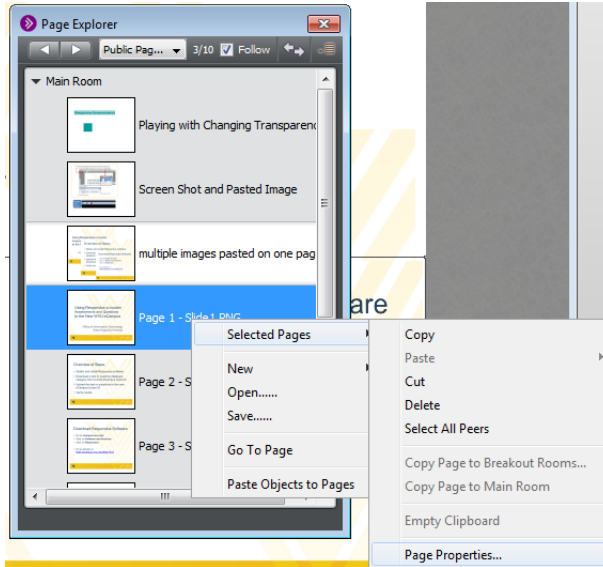 Page Explorer
Public Pag... 3/10 Follow
Main Room
Playing with Changing Transparen
Screen Shot and Pasted Image
multiple images pasted on one pag
Page 1 - Slide1.PNG
Page 2 - S
Page 3 - S
are
Selected Pages
New
Open......
Save......
Go To Page
Paste Objects to Pages
Copy
Paste
Cut
Delete
Select All Peers
Copy Page to Breakout Rooms...
Copy Page to Main Room
Empty Clipboard
Page Properties...